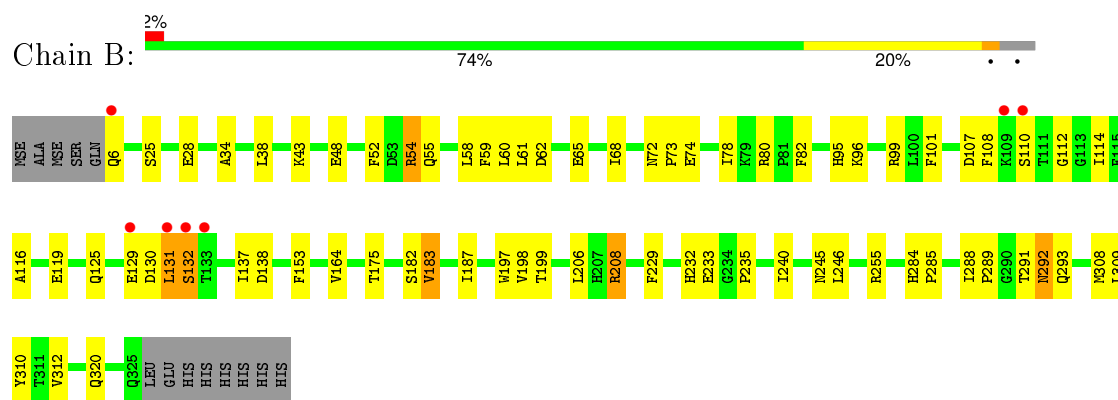 2%
Chain B:
74% 20% • •
MSE ALA MSE SER GLN Q6 S25 E28 A34 L38 K43 E48 F52 D53 R54 Q55 L58 F59 L60 L61 D62 E65 I68 N72 P73 E74 I78 K79 R80 P81 F82 H95 K96 R99 L100 F101 D107 F108 K109 S110 T111 G112 G113 I114 E115
A116 E119 Q125 E129 D130 L131 S132 T133 I137 D138 F153 V164 T175 S182 V183 I187 W197 V198 T199 L206 H207 R208 F229 H232 E233 G234 P235 I240 N245 L246 R255 H284 P285 I288 P289 G290 T291 N292 Q293 M308 L309
Y310 T311 V312 Q320 Q325 LEU GLU HIS HIS HIS HIS HIS HIS